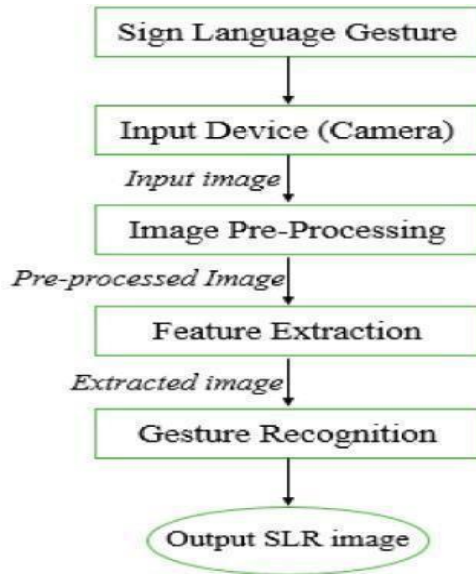 Sign Language Gesture
Input Device (Camera)
Input image
Image Pre-Processing
Pre-processed Image
Feature Extraction
Extracted image
Gesture Recognition
Output SLR image